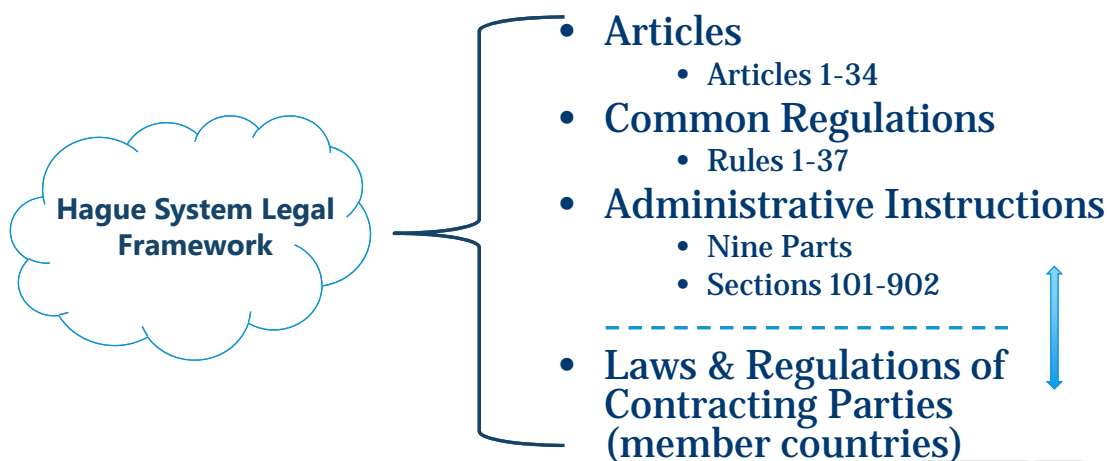 Hague System Legal
Framework
• Articles
• Articles 1-34
• Common Regulations
• Rules 1-37
• Administrative Instructions
• Nine Parts
• Sections 101-902
• Laws & Regulations of
Contracting Parties
(member countries)